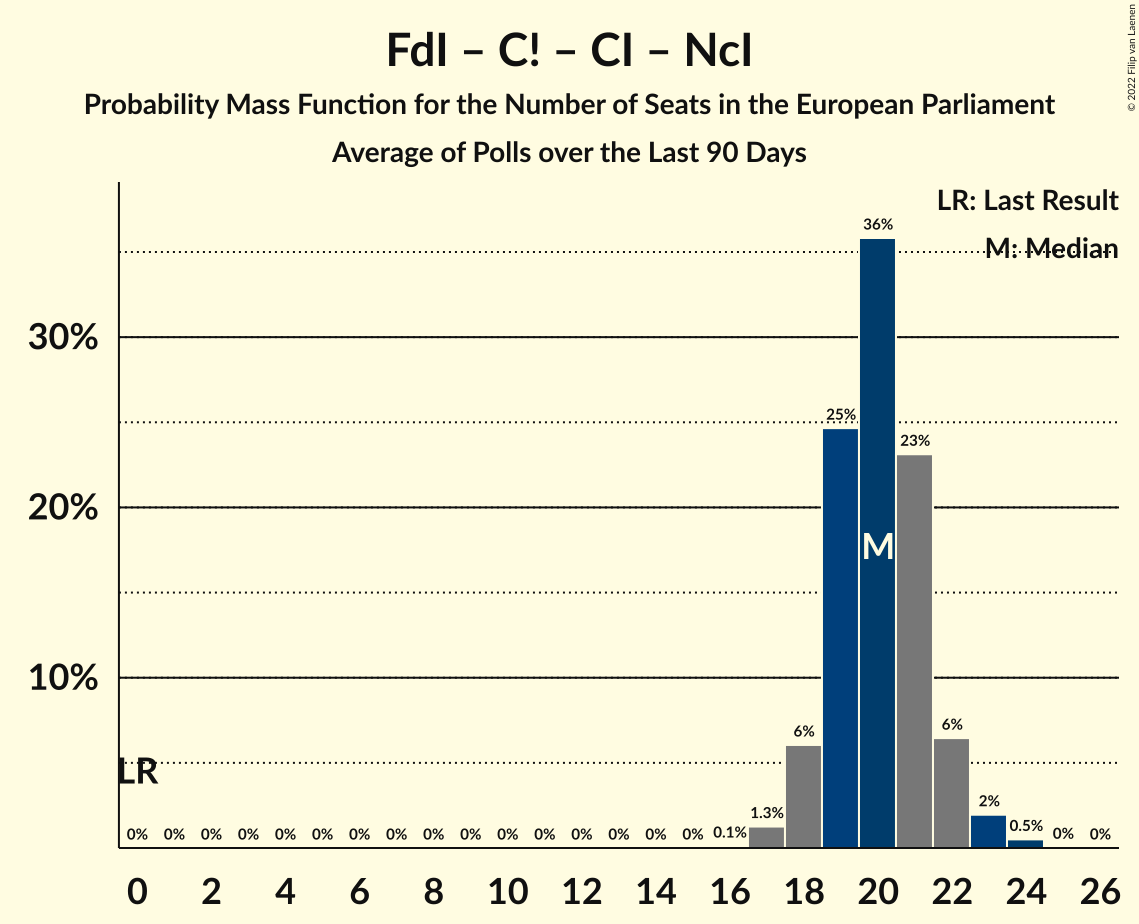 FdI – C! – CI – NcI
Probability Mass Function for the Number of Seats in the European Parliament
Average of Polls over the Last 90 Days
© 2022 Filip van Laenen
LR: Last Result
M: Median
30%
20%
10%
LR
M
0% 0% 0% 0% 0% 0% 0% 0% 0% 0% 0% 0% 0% 0% 0% 0% 0.1% 1.3% 6% 25% 36% 23% 6% 2% 0.5% 0% 0%
0 2 4 6 8 10 12 14 16 18 20 22 24 26